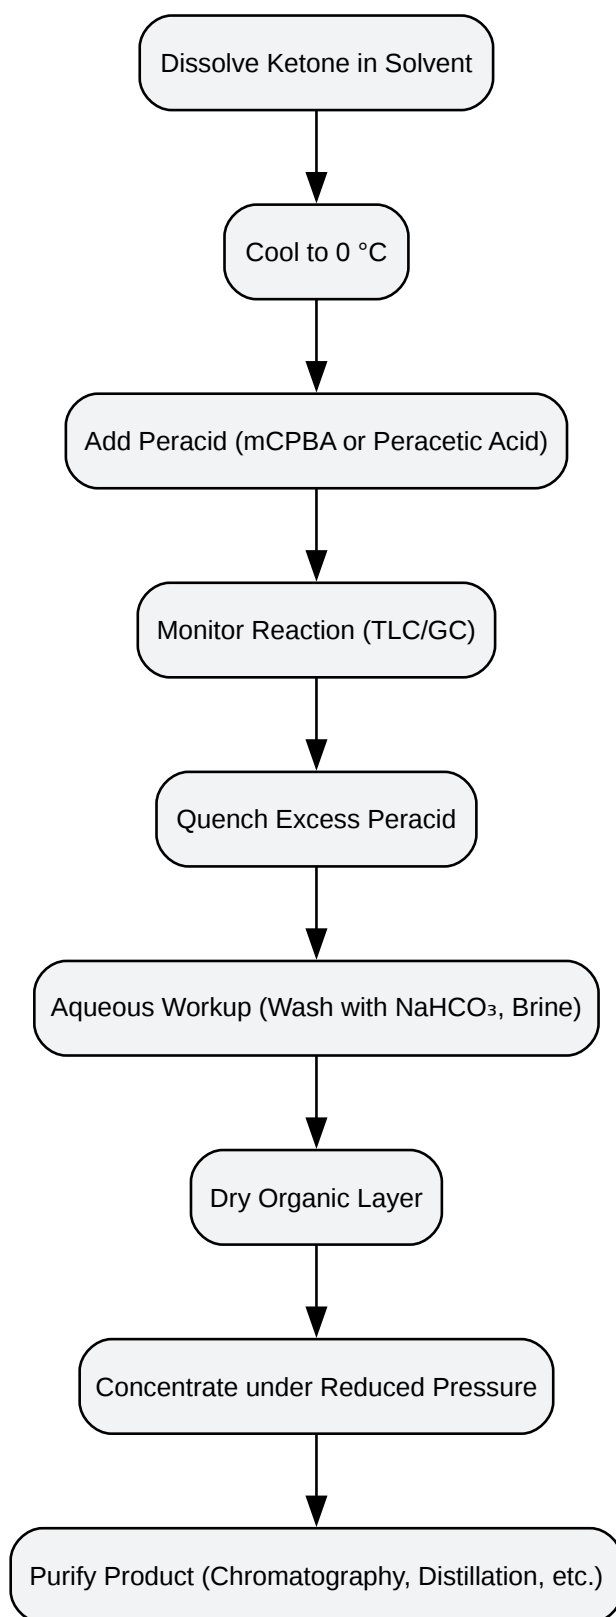 Dissolve Ketone in Solvent
Cool to 0 °C
Add Peracid (mCPBA or Peracetic Acid)
Monitor Reaction (TLC/GC)
Quench Excess Peracid
Aqueous Workup (Wash with NaHCO₃, Brine)
Dry Organic Layer
Concentrate under Reduced Pressure
Purify Product (Chromatography, Distillation, etc.)